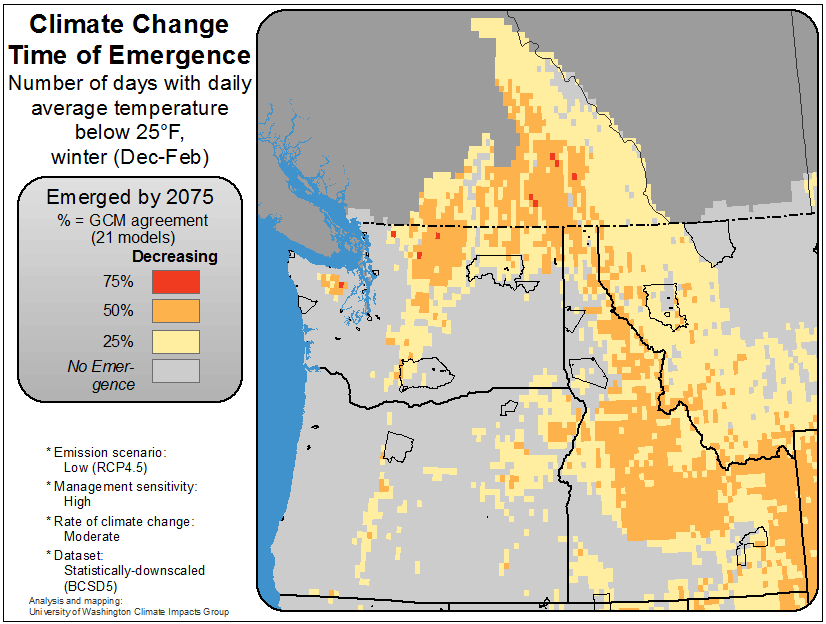 Climate Change
Time of Emergence
Number of days with daily
average temperature
below 25°F,
winter (Dec-Feb)
Emerged by 2075
% = GCM agreement
(21 models)
Decreasing
75%
50%
25%
No Emer-
gence
* Emission scenario:
Low (RCP4.5)
* Management sensitivity:
High
* Rate of climate change:
Moderate
* Dataset:
Statistically-downscaled
(BCSD5)
Analysis and mapping:
University of Washington Climate Impacts Group